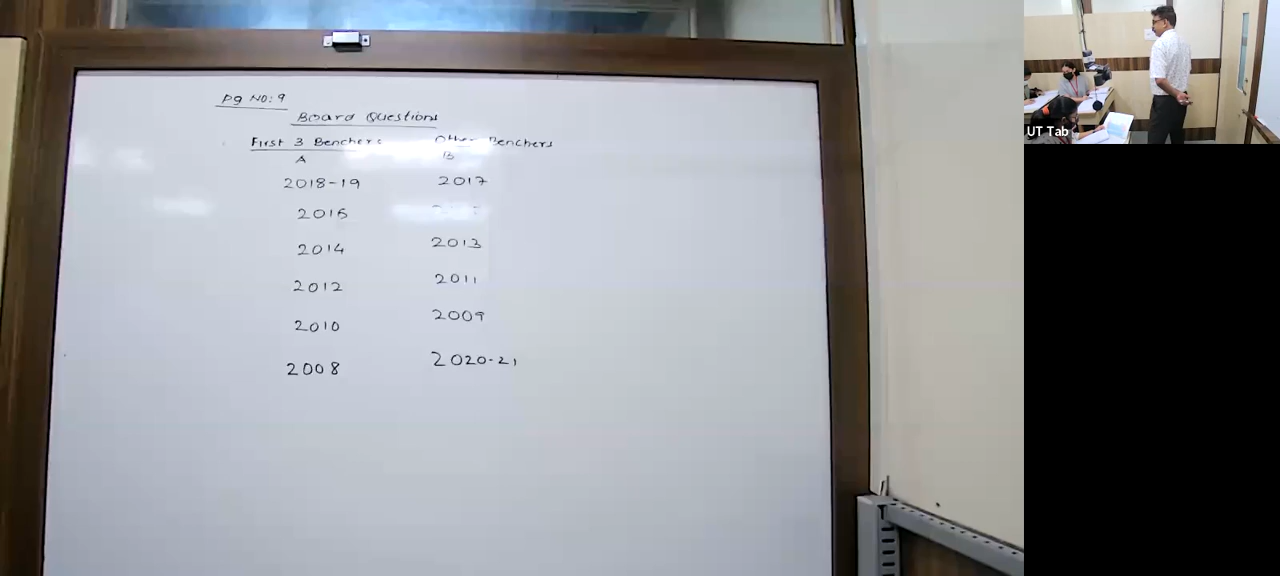 Pg No: 9
Board Questions
First 3 Benchers Other Benchers
A B
2018-19 2017
2016
2014 2013
2012 2011
2010 2009
2008 2020-21
UT Tab